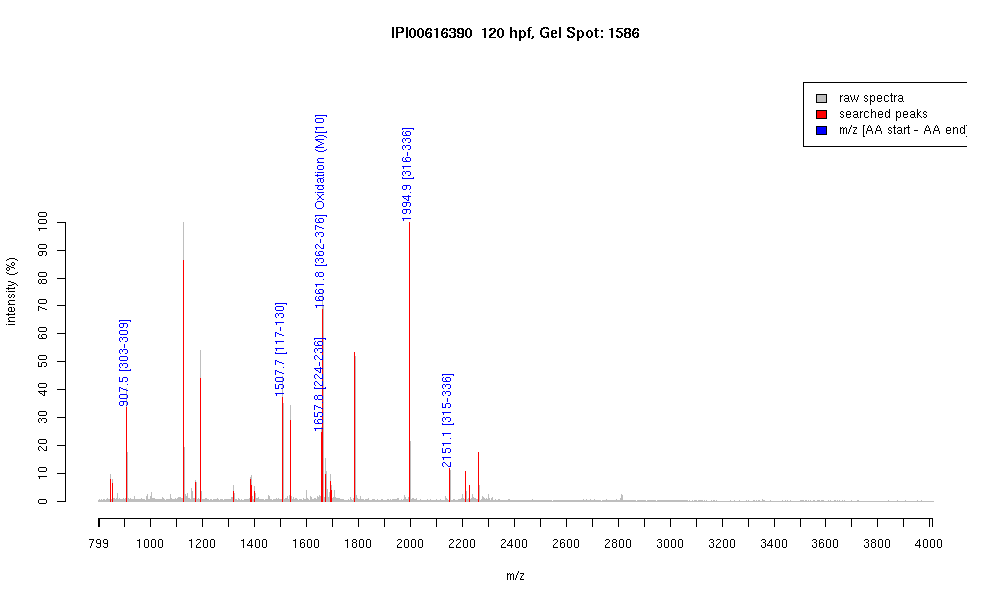 IPI00616390 120 hpf, Gel Spot: 1586
raw spectra
searched peaks
m/z [AA start - AA end]
907.5 [303-309]
1507.7 [117-130]
1657.8 [224-236]
1661.8 [362-376] Oxidation (M)[10]
1994.9 [316-336]
2151.1 [315-336]
intensity (%)
100
90
80
70
60
50
40
30
20
10
0
799 1000 1200 1400 1600 1800 2000 2200 2400 2600 2800 3000 3200 3400 3600 3800 4000
m/z